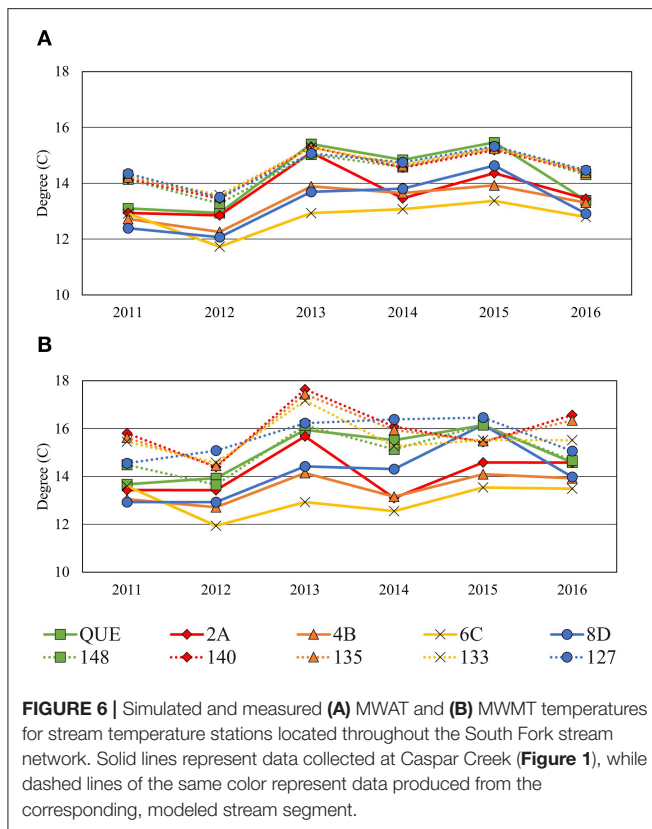 A
18
16
14
12
10
Degree (C)
2011 2012 2013 2014 2015 2016
B
18
16
14
12
10
Degree (C)
2011 2012 2013 2014 2015 2016
QUE 2A 4B 6C 8D
148 140 135 133 127
FIGURE 6 | Simulated and measured (A) MWAT and (B) MWMT temperatures
for stream temperature stations located throughout the South Fork stream
network. Solid lines represent data collected at Caspar Creek (Figure 1), while
dashed lines of the same color represent data produced from the
corresponding, modeled stream segment.